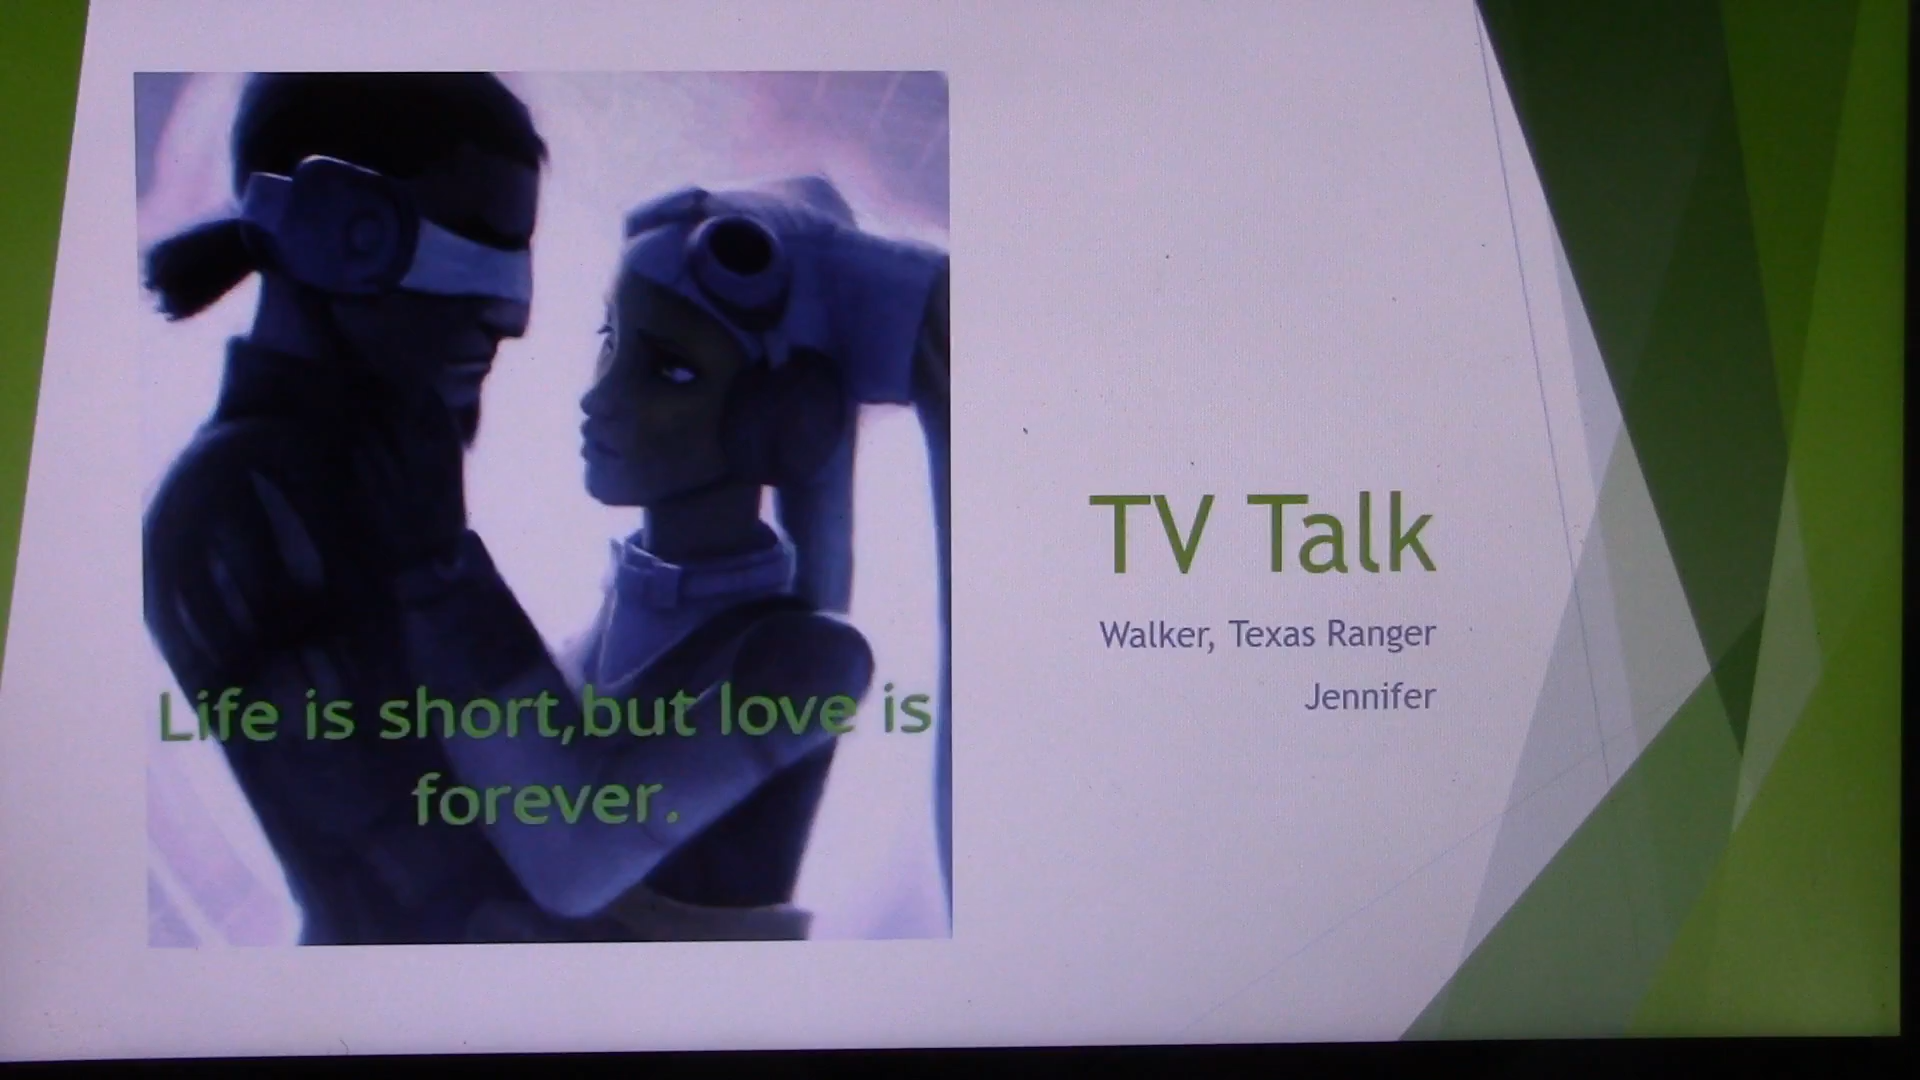 Life is short,but love is
forever.
TV Talk
Walker, Texas Ranger
Jennifer